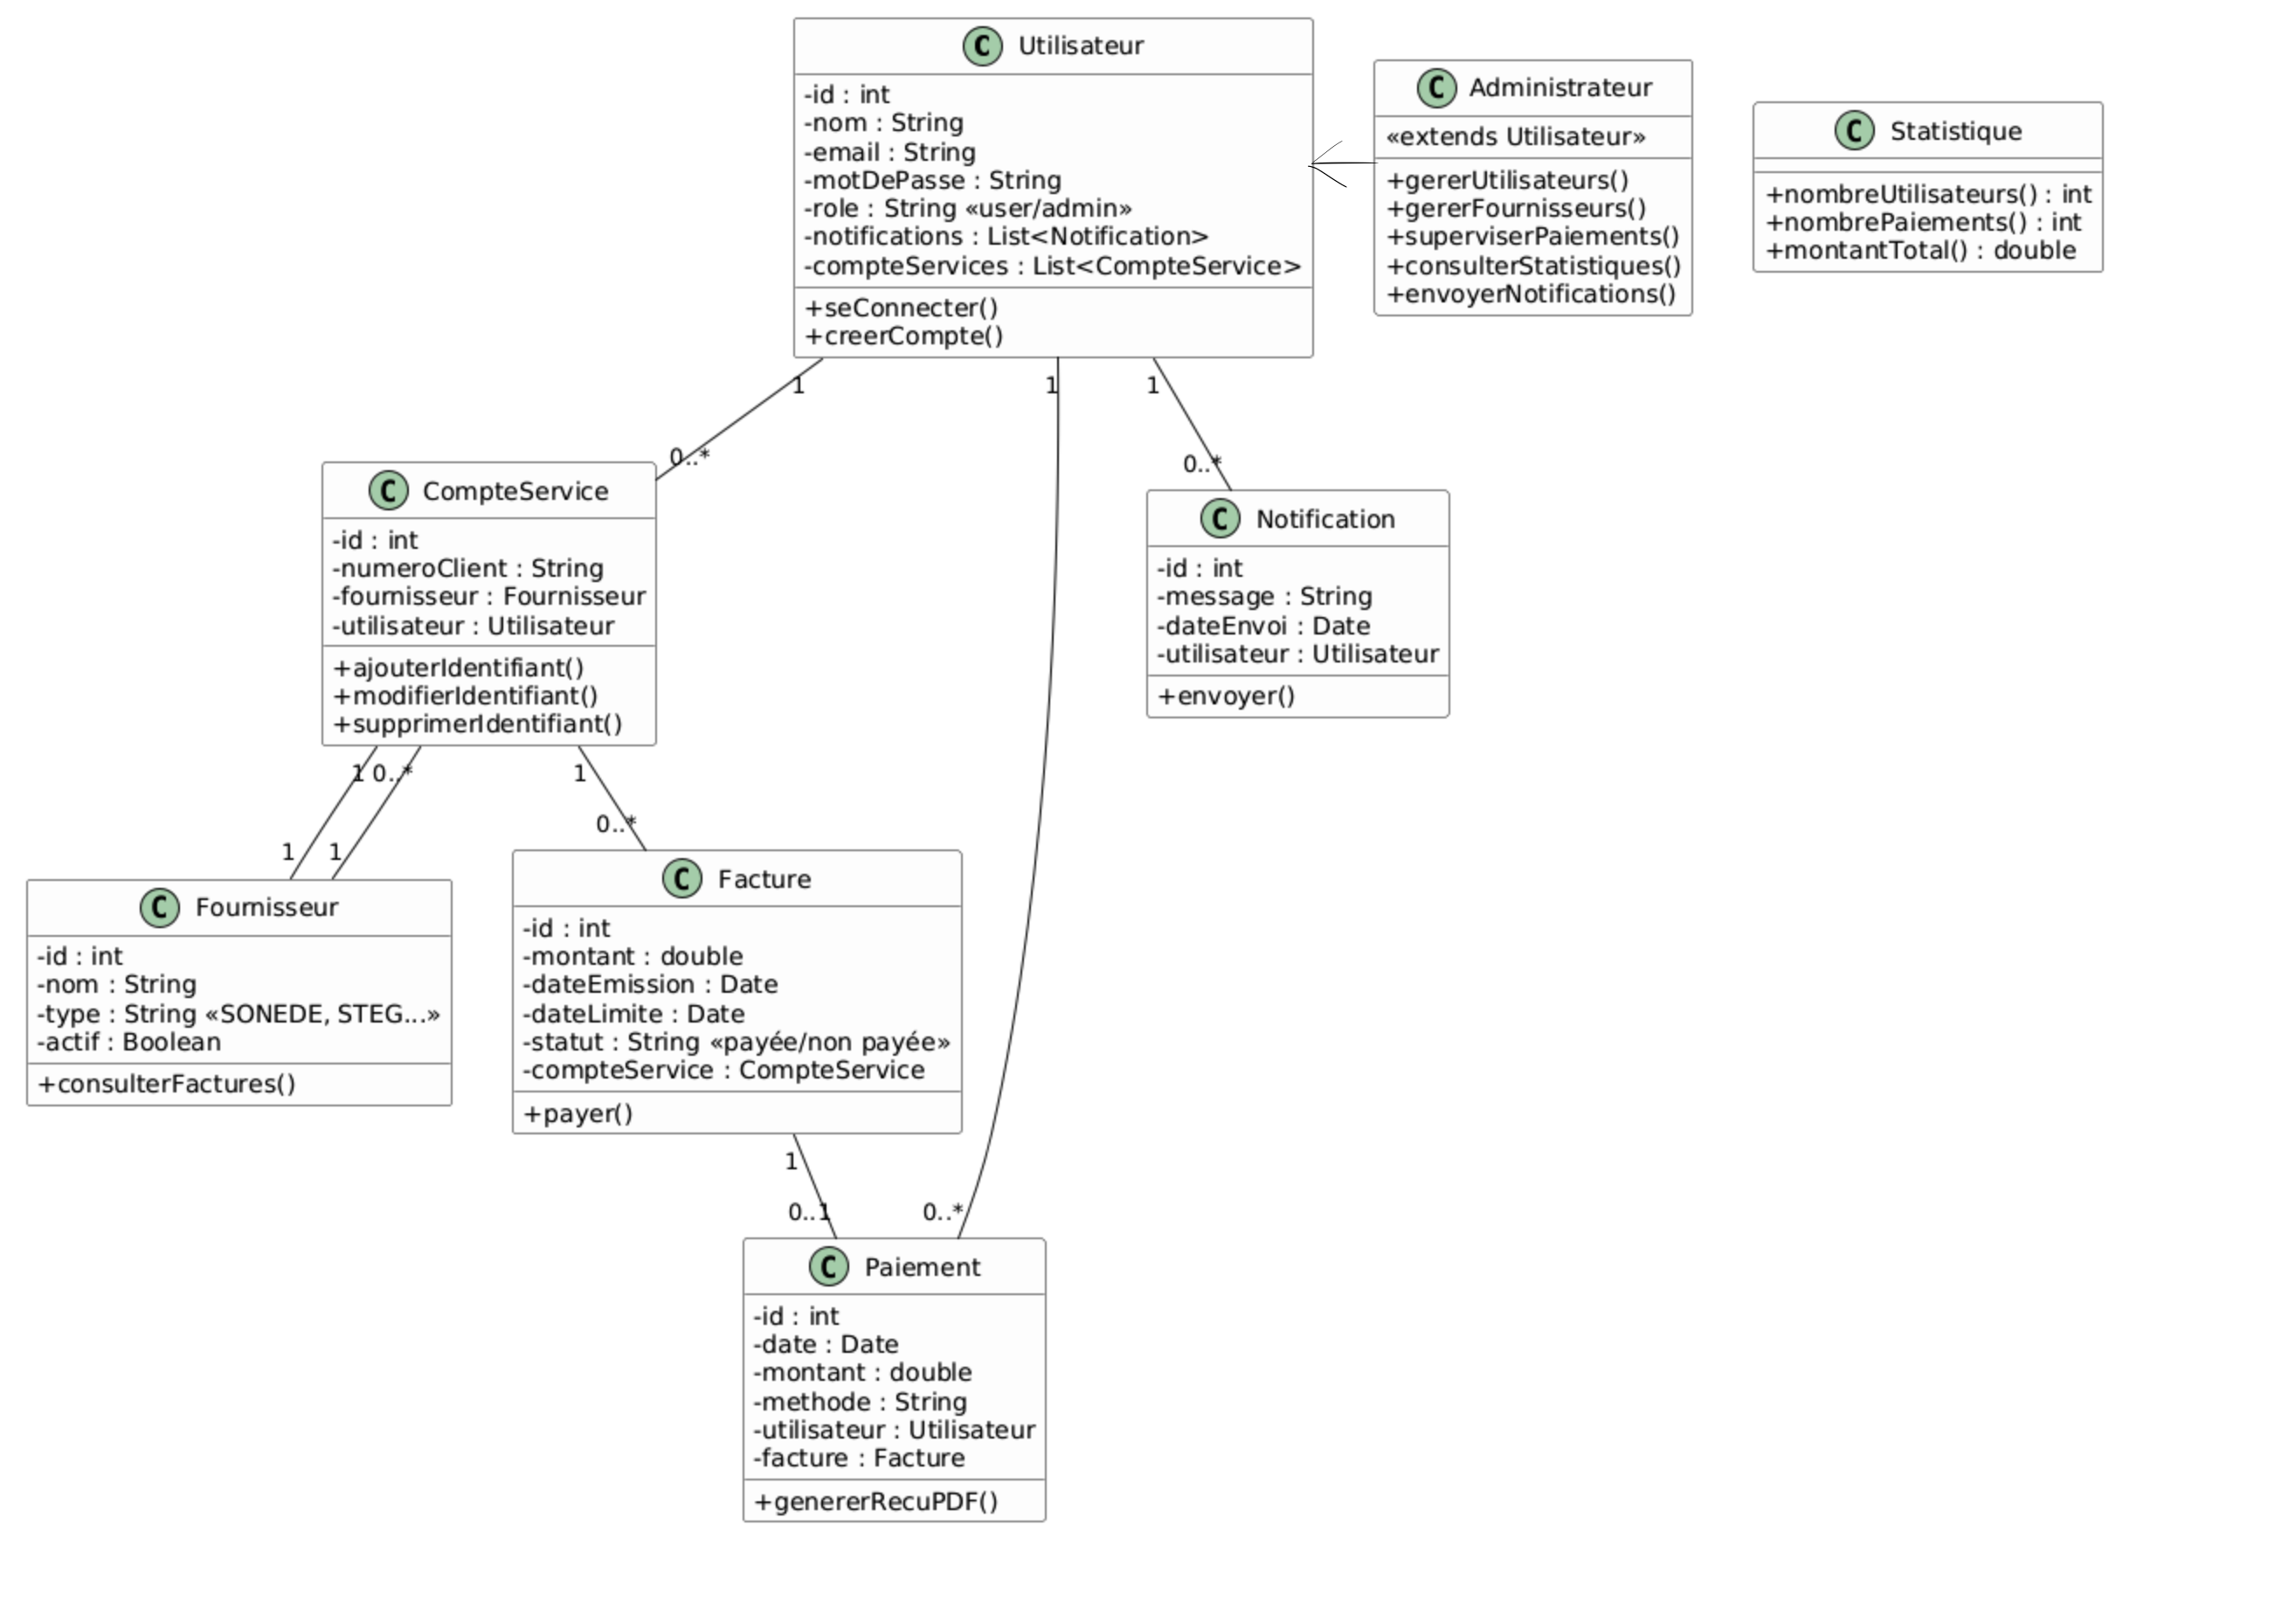 C Utilisateur
-id : int
-nom : String
-email : String
-motDePasse : String
-role : String «user/admin»
-notifications : List<Notification>
-compteServices : List<CompteService>
+seConnecter()
+creerCompte()
C Administrateur
«extends Utilisateur»
+gererUtilisateurs()
+gererFournisseurs()
+superviserPaiements()
+consulterStatistiques()
+envoyerNotifications()
C Statistique
+nombreUtilisateurs() : int
+nombrePaiements() : int
+montantTotal() : double
1
1
1
0..*
0..*
C CompteService
-id : int
-numeroClient : String
-fournisseur : Fournisseur
-utilisateur : Utilisateur
+ajouterIdentifiant()
+modifierIdentifiant()
+supprimerIdentifiant()
C Notification
-id : int
-message : String
-dateEnvoi : Date
-utilisateur : Utilisateur
+envoyer()
1
0..*
1
0..*
1
1
C Fournisseur
-id : int
-nom : String
-type : String «SONEDE, STEG...»
-actif : Boolean
+consulterFactures()
C Facture
-id : int
-montant : double
-dateEmission : Date
-dateLimite : Date
-statut : String «payée/non payée»
-compteService : CompteService
+payer()
1
0..1
0..*
C Paiement
-id : int
-date : Date
-montant : double
-methode : String
-utilisateur : Utilisateur
-facture : Facture
+genererRecuPDF()